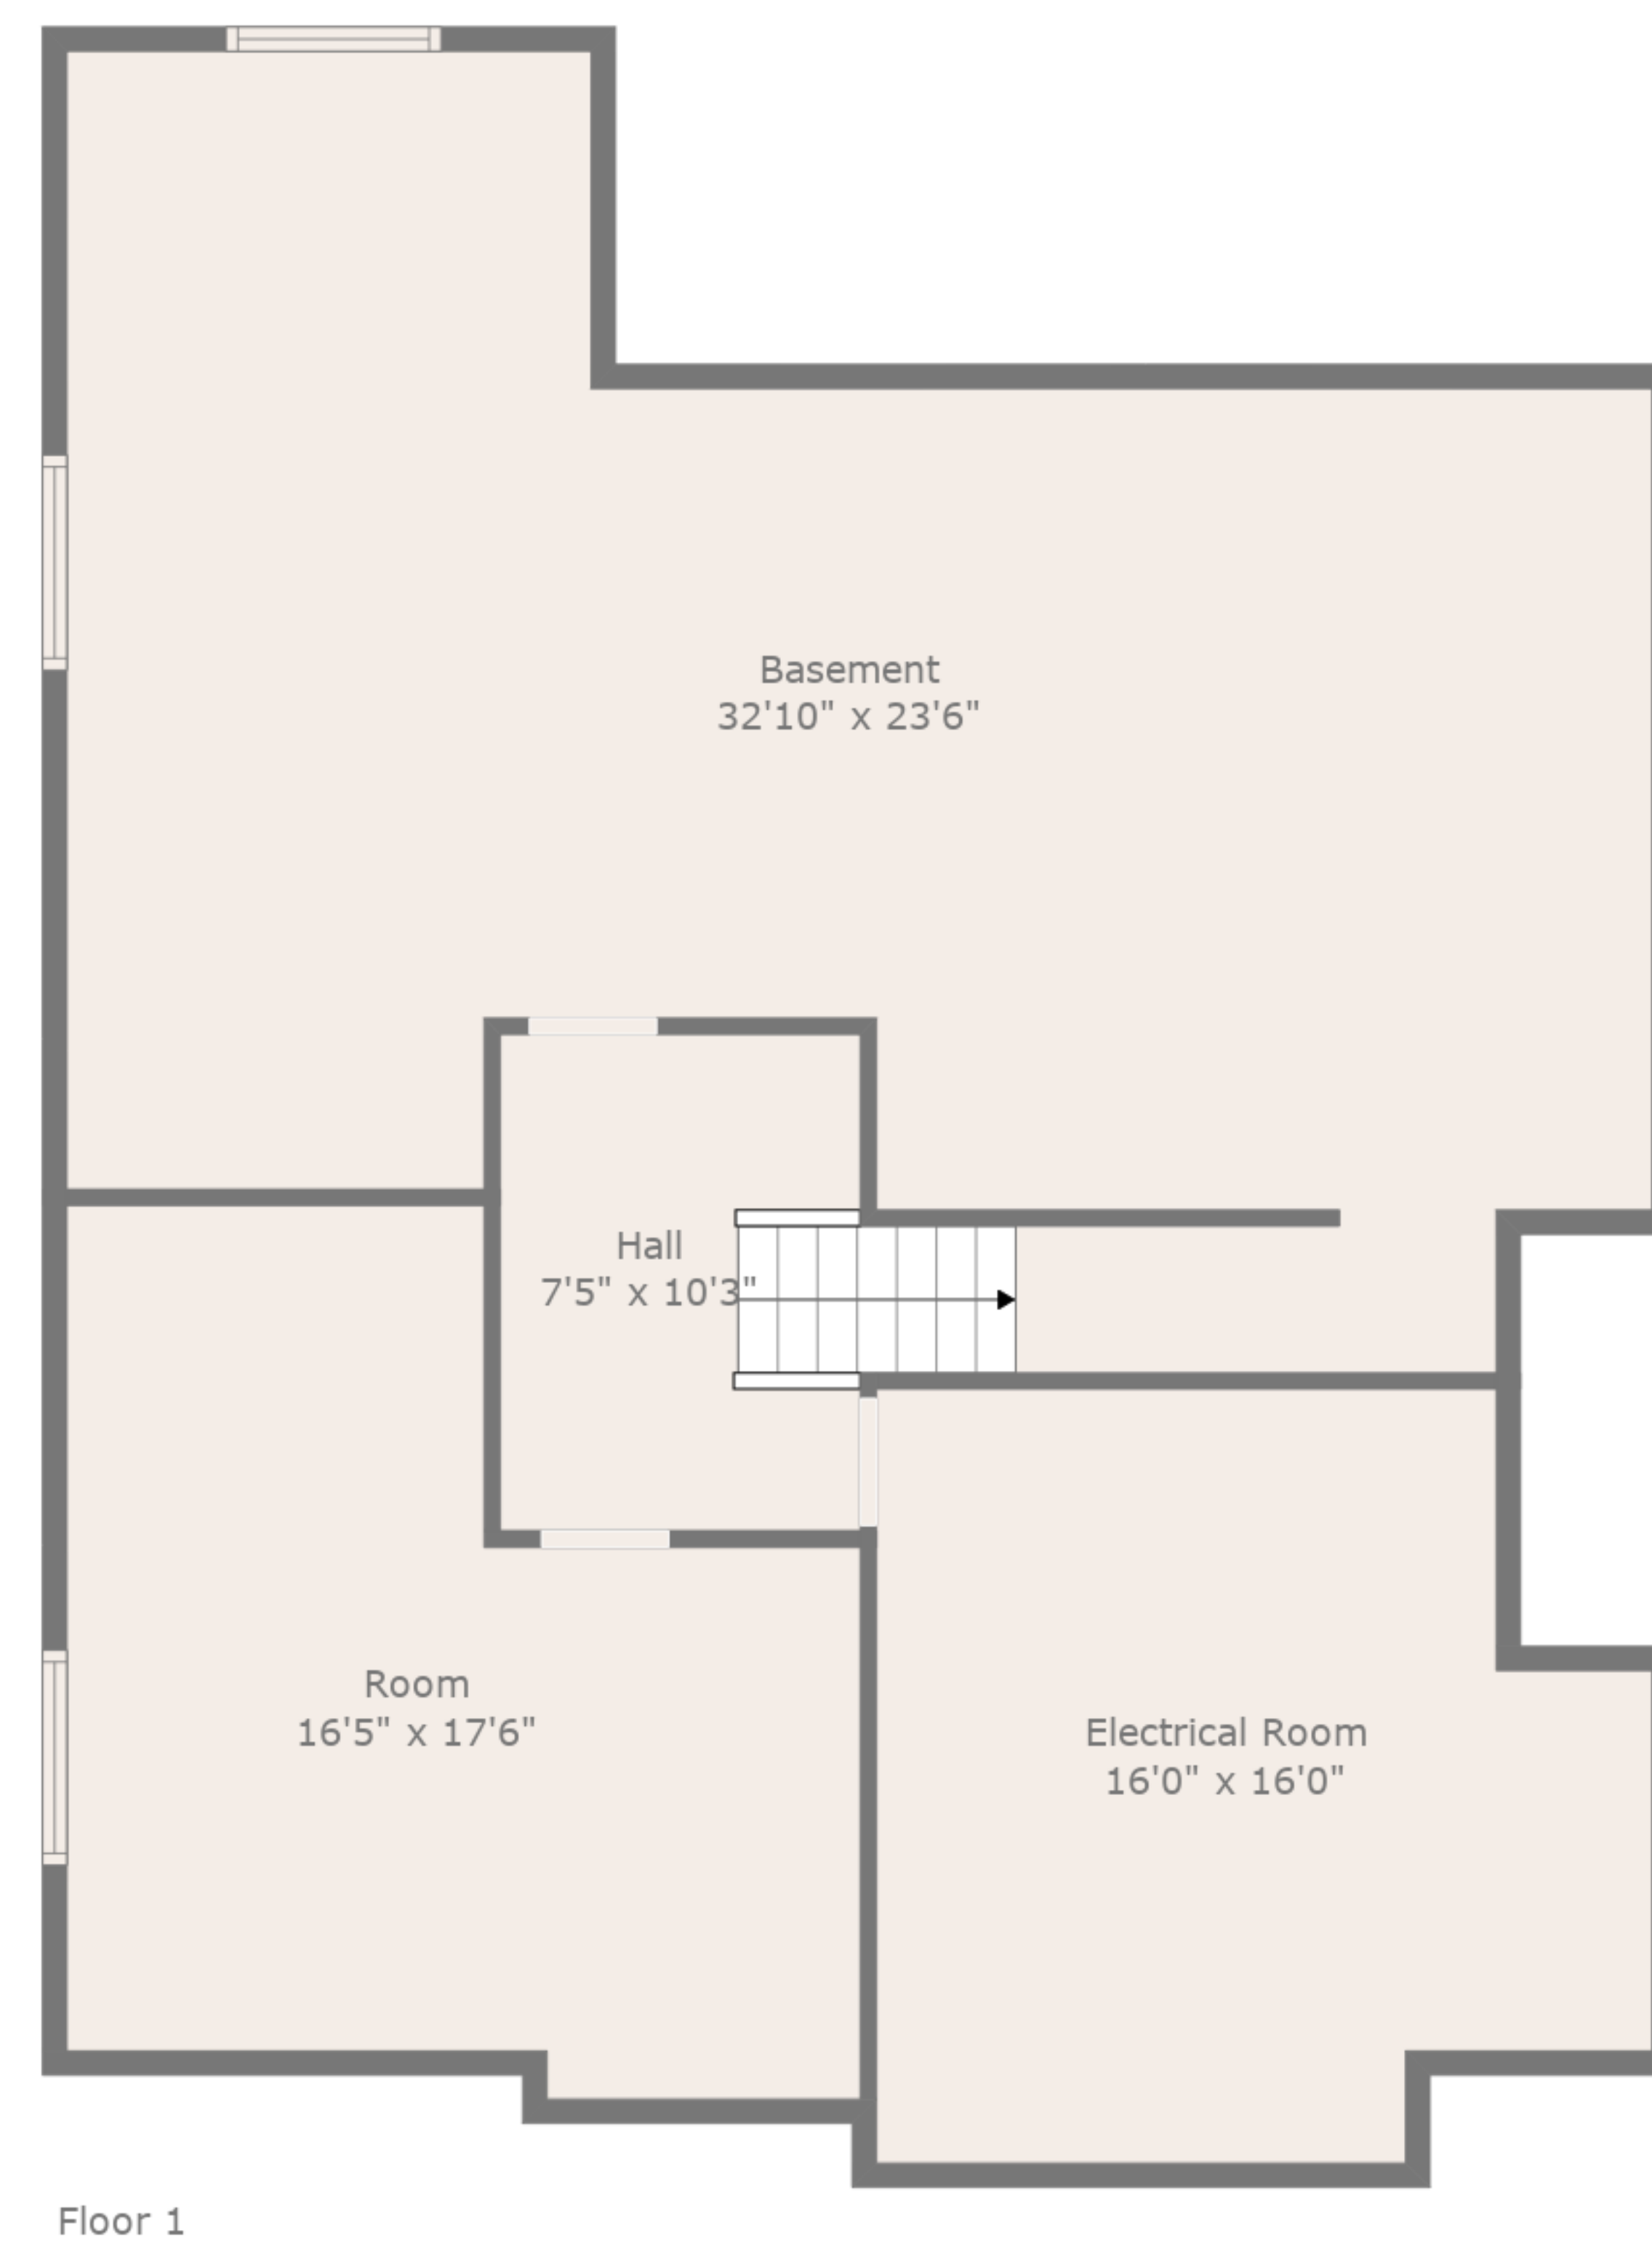 Basement
32'10" x 23'6"
Hall
7'5" x 10'3"
Room
16'5" x 17'6"
Electrical Room
16'0" x 16'0"
Floor 1